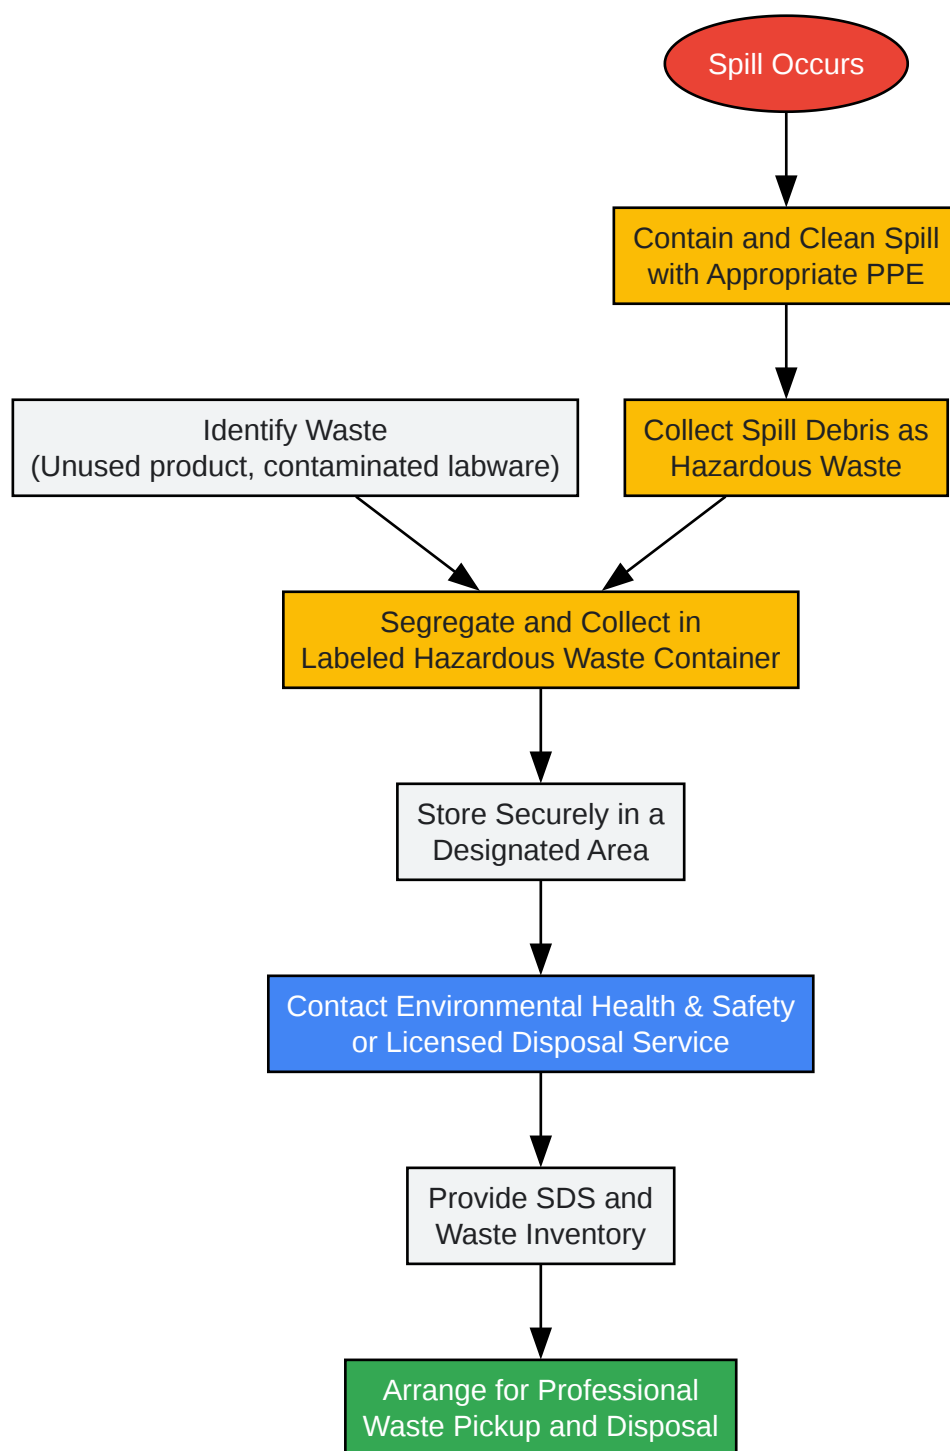 Spill Occurs
Contain and Clean Spill
with Appropriate PPE
Identify Waste
(Unused product, contaminated labware)
Collect Spill Debris as
Hazardous Waste
Segregate and Collect in
Labeled Hazardous Waste Container
Store Securely in a
Designated Area
Contact Environmental Health & Safety
or Licensed Disposal Service
Provide SDS and
Waste Inventory
Arrange for Professional
Waste Pickup and Disposal